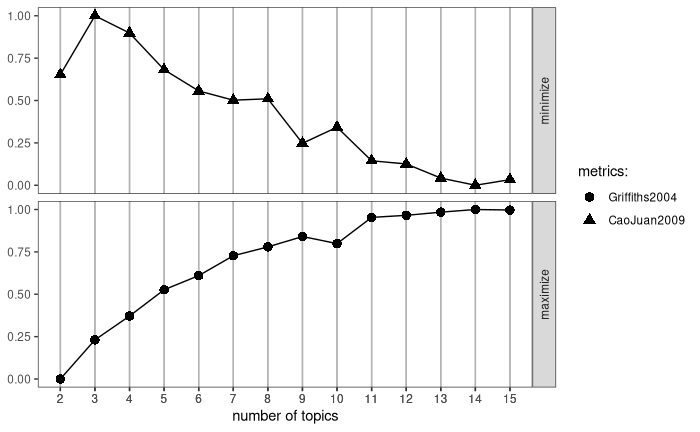 1.00
0.75
0.50
0.25
0.00
minimize
1.00
0.75
0.50
0.25
0.00
maximize
2 3 4 5 6 7 8 9 10 11 12 13 14 15
number of topics
metrics:
Griffiths2004
CaoJuan2009